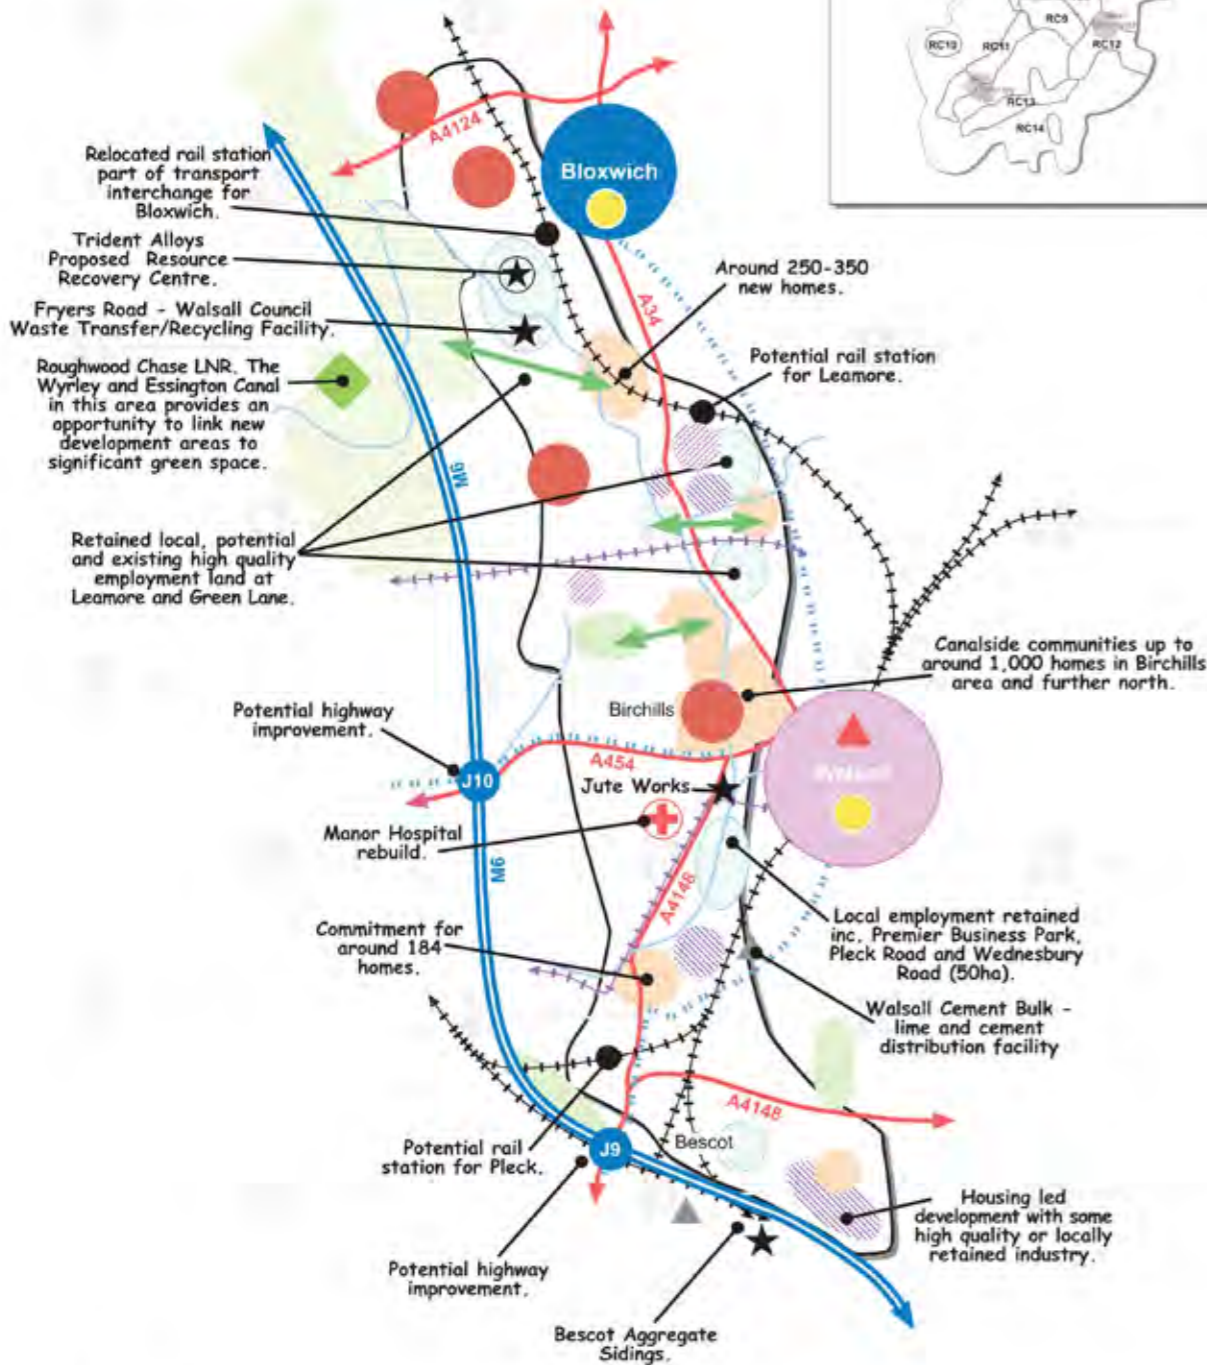 RC9
RC10
RC11
RC12
RC13
RC14
A4124
Bloxwich
Relocated rail station
part of transport
interchange for
Bloxwich.
Trident Alloys
Proposed Resource
Recovery Centre.
Fryers Road - Walsall Council
Waste Transfer/Recycling Facility.
Roughwood Chase LNR. The
Wyrley and Essington Canal
in this area provides an
opportunity to link new
development areas to
significant green space.
Around 250-350
new homes.
A34
Potential rail station
for Leamore.
M6
Retained local, potential
and existing high quality
employment land at
Leamore and Green Lane.
Canalside communities up to
around 1,000 homes in Birchills
area and further north.
Birchills
Potential highway
improvement.
J10
A454
Jute Works
Walsall
Manor Hospital
rebuild.
M6
A4148
Commitment for
around 184
homes.
Local employment retained
inc. Premier Business Park,
Pleck Road and Wednesbury
Road (50ha).
Walsall Cement Bulk -
lime and cement
distribution facility
A4148
Bescot
J9
Potential rail
station for Pleck.
Potential highway
improvement.
Housing led
development with some
high quality or locally
retained industry.
Bescot Aggregate
Sidings.